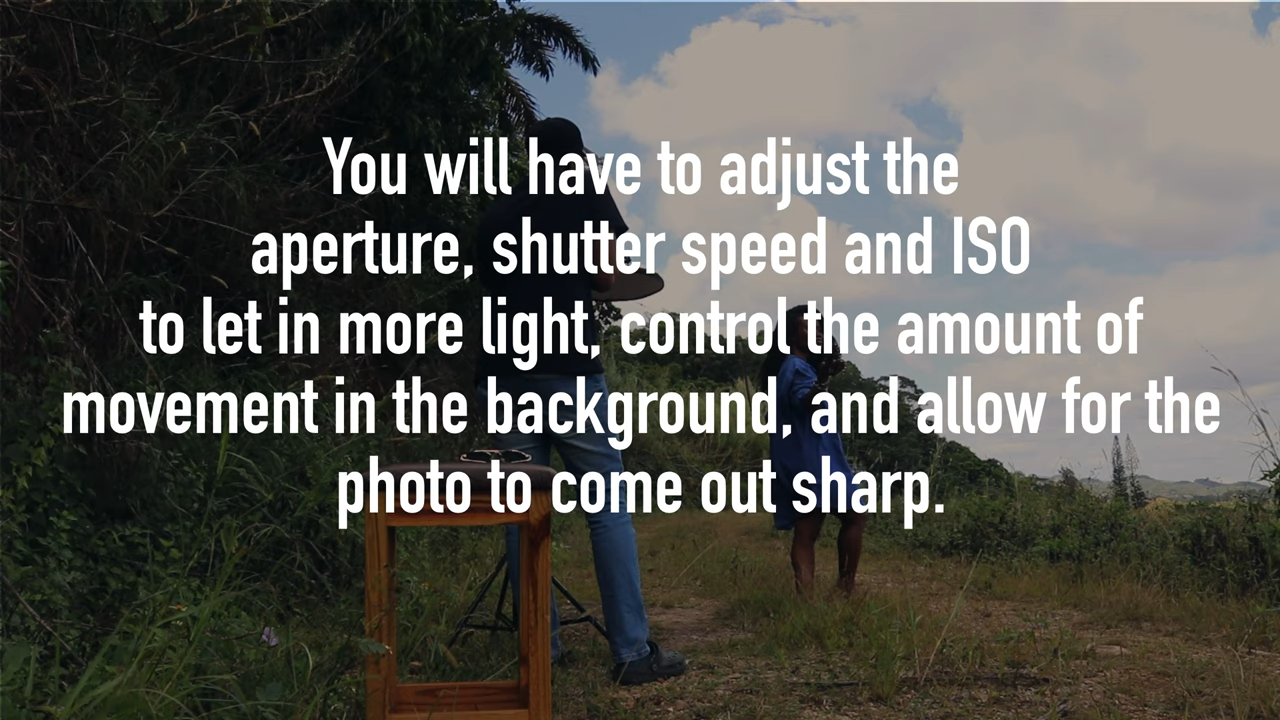 You will have to adjust the
aperture, shutter speed and ISO
to let in more light, control the amount of
movement in the background, and allow for the
photo to come out sharp.